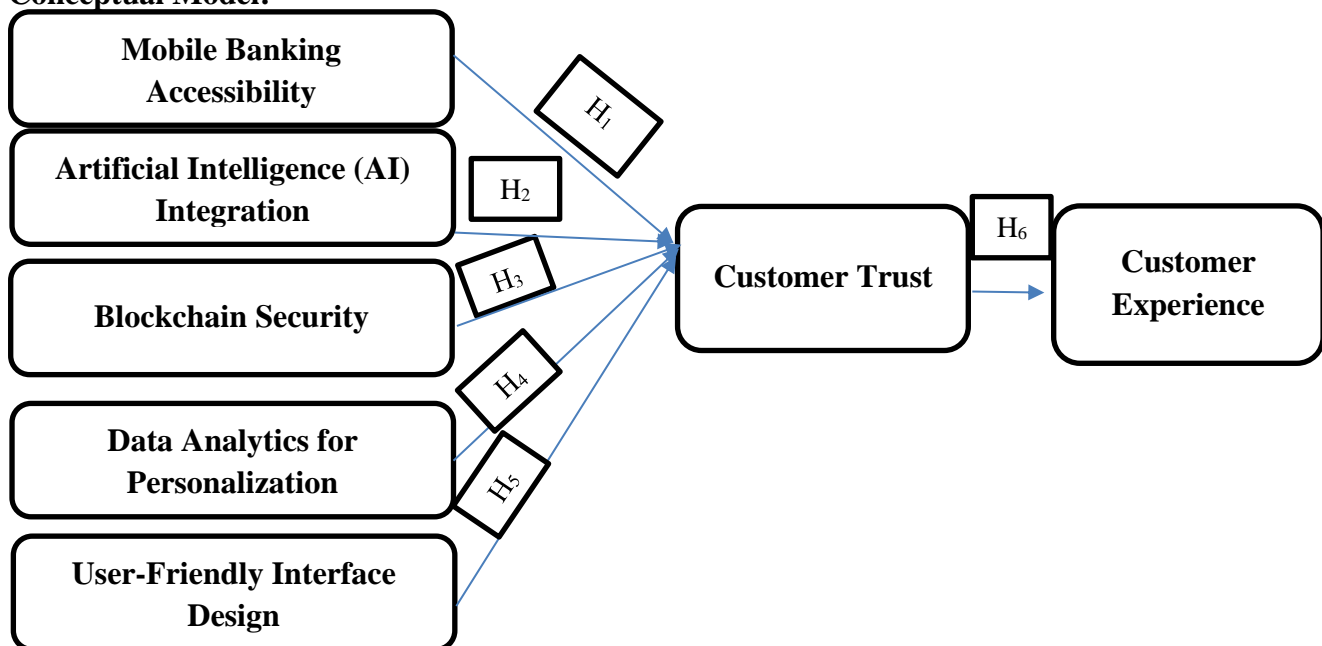 Conceptual Model:
Mobile Banking
Accessibility
H₁
Artificial Intelligence (AI)
Integration
H₂
Blockchain Security
H₃
Data Analytics for
Personalization
H₄
User-Friendly Interface
Design
H₅
Customer Trust
H₆
Customer
Experience